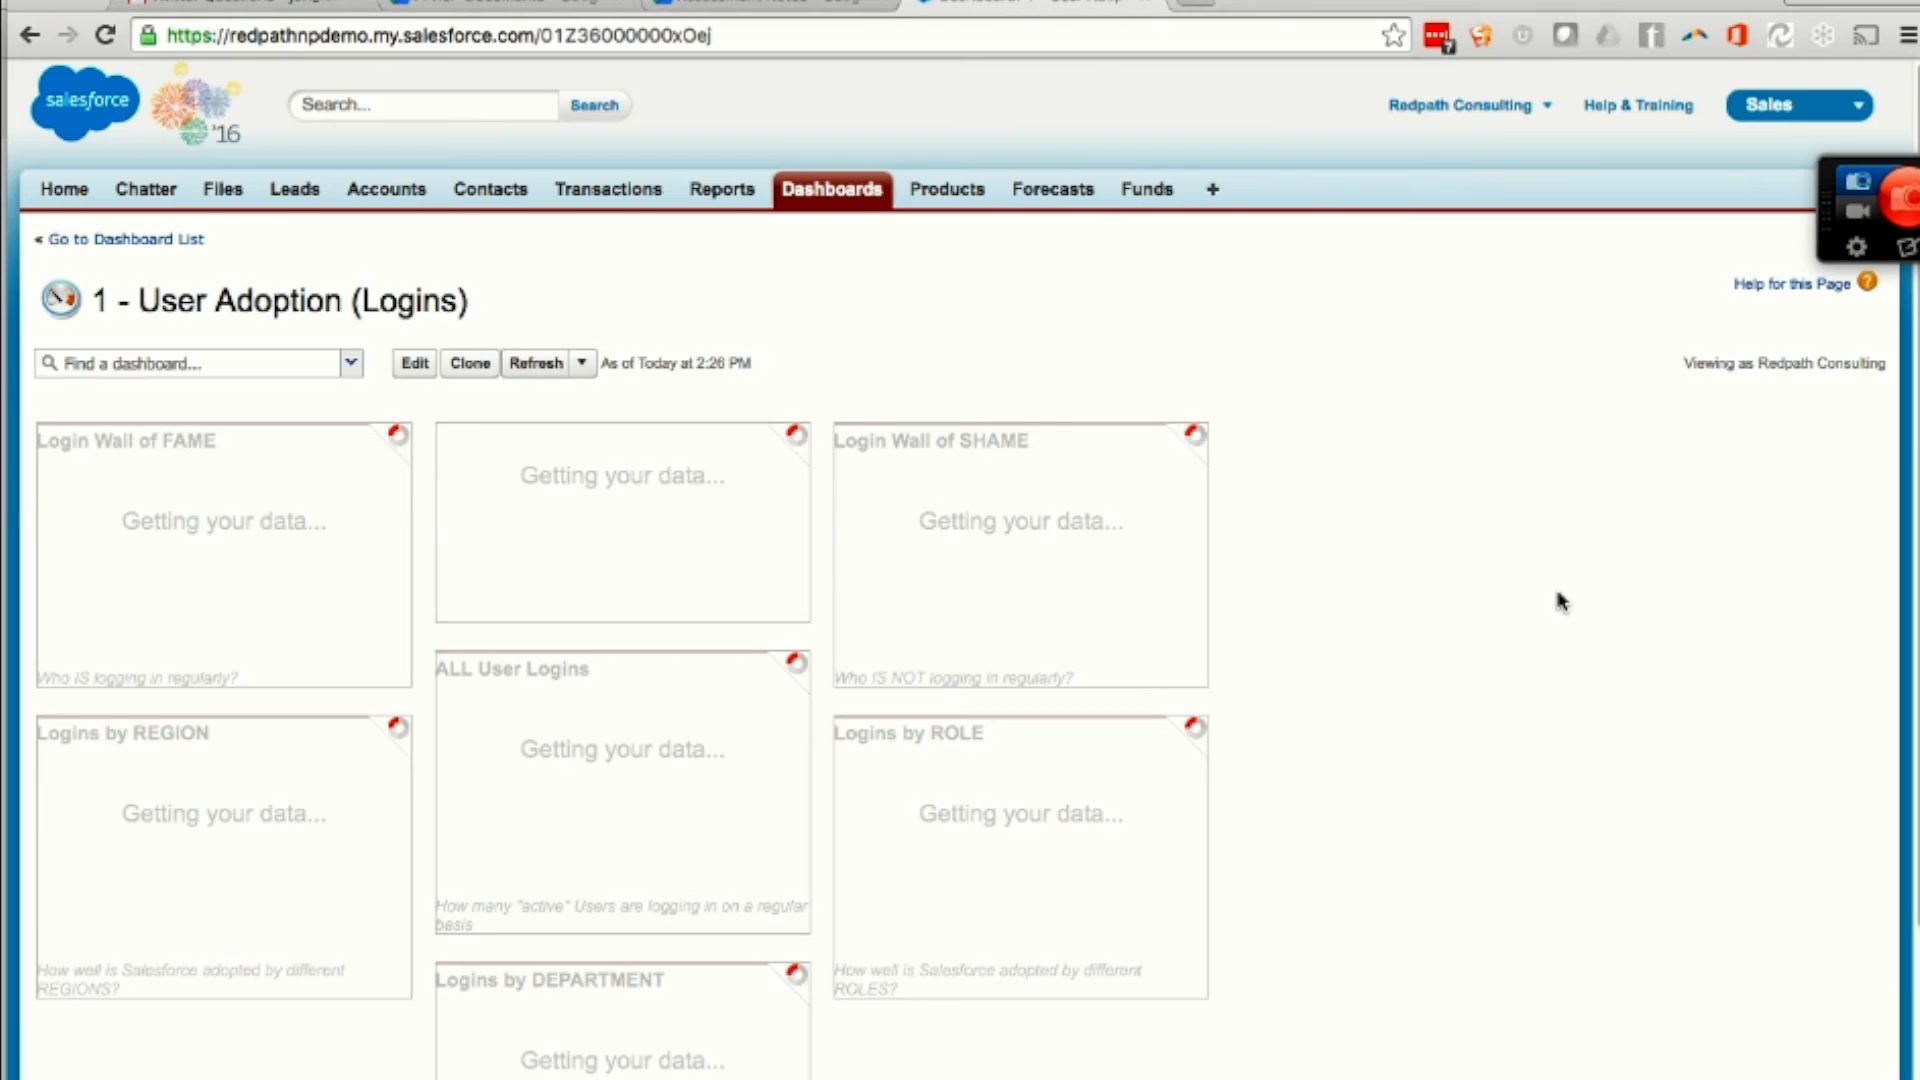 https://redpathnpdemo.my.salesforce.com/01Z36000000xOej
salesforce
'16
Search...
Search
Redpath Consulting
Help & Training
Sales
Home
Chatter
Files
Leads
Accounts
Contacts
Transactions
Reports
Dashboards
Products
Forecasts
Funds
+
« Go to Dashboard List
1 - User Adoption (Logins)
Help for this Page
?
Find a dashboard...
Edit
Clone
Refresh
As of Today at 2:26 PM
Viewing as Redpath Consulting
Login Wall of FAME
Getting your data...
Who IS logging in regularly?
Getting your data...
Login Wall of SHAME
Getting your data...
Who IS NOT logging in regularly?
ALL User Logins
Getting your data...
How many "active" Users are logging in on a regular
basis
Logins by REGION
Getting your data...
How well is Salesforce adopted by different
REGIONS?
Logins by ROLE
Getting your data...
How well is Salesforce adopted by different
ROLES?
Logins by DEPARTMENT
Getting your data...